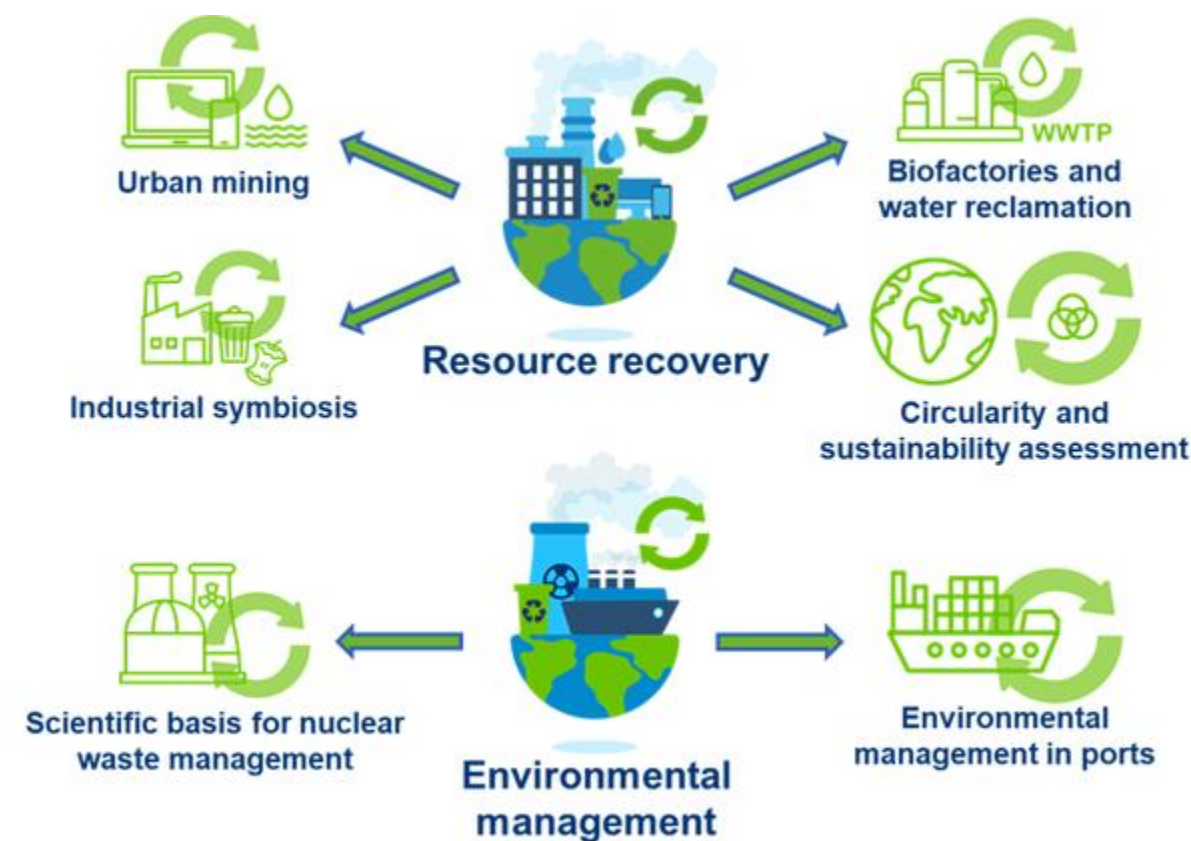 WWTP
Urban mining
Biofactories and
water reclamation
Resource recovery
Industrial symbiosis
Circularity and
sustainability assessment
Scientific basis for nuclear
waste management
Environmental
management in ports
Environmental
management